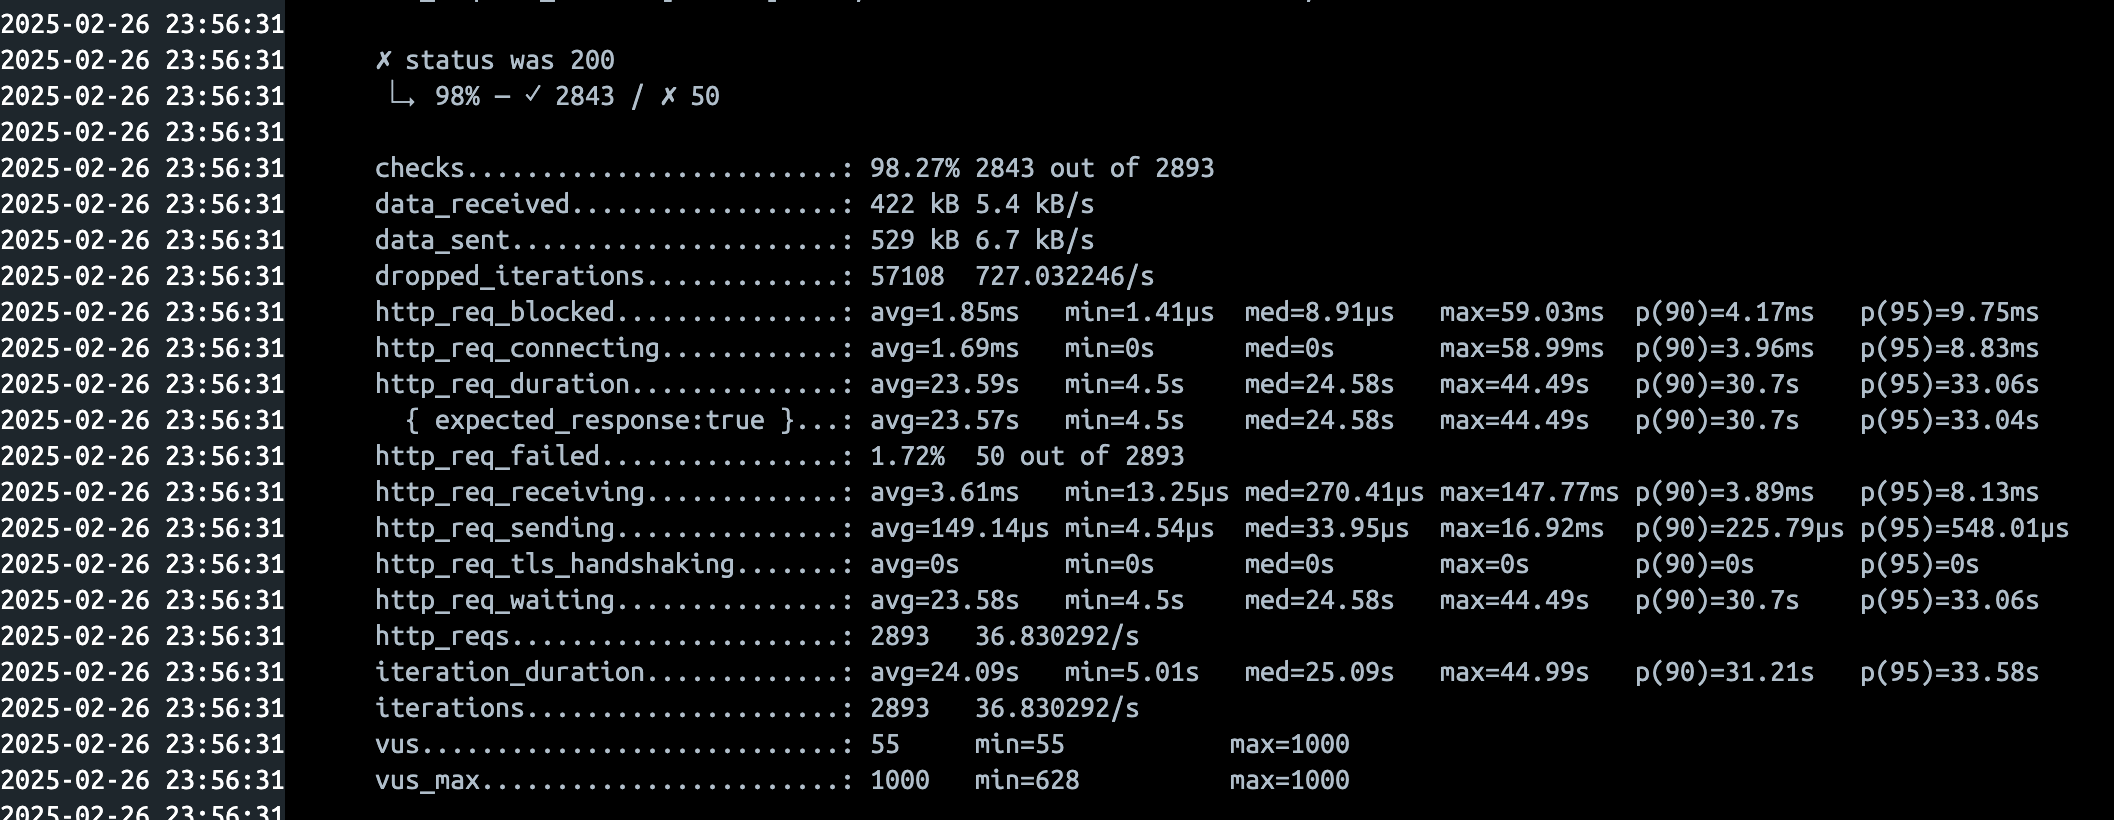 2025-02-26 23:56:31
2025-02-26 23:56:31 ✗ status was 200
2025-02-26 23:56:31 ↳ 98% — ✓ 2843 / ✗ 50
2025-02-26 23:56:31
2025-02-26 23:56:31 checks.........................: 98.27% 2843 out of 2893
2025-02-26 23:56:31 data_received..................: 422 kB 5.4 kB/s
2025-02-26 23:56:31 data_sent......................: 529 kB 6.7 kB/s
2025-02-26 23:56:31 dropped_iterations.............: 57108 727.032246/s
2025-02-26 23:56:31 http_req_blocked...............: avg=1.85ms min=1.41µs med=8.91µs max=59.03ms p(90)=4.17ms p(95)=9.75ms
2025-02-26 23:56:31 http_req_connecting............: avg=1.69ms min=0s med=0s max=58.99ms p(90)=3.96ms p(95)=8.83ms
2025-02-26 23:56:31 http_req_duration..............: avg=23.59s min=4.5s med=24.58s max=44.49s p(90)=30.7s p(95)=33.06s
2025-02-26 23:56:31 { expected_response:true }...: avg=23.57s min=4.5s med=24.58s max=44.49s p(90)=30.7s p(95)=33.04s
2025-02-26 23:56:31 http_req_failed................: 1.72% 50 out of 2893
2025-02-26 23:56:31 http_req_receiving.............: avg=3.61ms min=13.25µs med=270.41µs max=147.77ms p(90)=3.89ms p(95)=8.13ms
2025-02-26 23:56:31 http_req_sending...............: avg=149.14µs min=4.54µs med=33.95µs max=16.92ms p(90)=225.79µs p(95)=548.01µs
2025-02-26 23:56:31 http_req_tls_handshaking.......: avg=0s min=0s med=0s max=0s p(90)=0s p(95)=0s
2025-02-26 23:56:31 http_req_waiting...............: avg=23.58s min=4.5s med=24.58s max=44.49s p(90)=30.7s p(95)=33.06s
2025-02-26 23:56:31 http_reqs......................: 2893 36.830292/s
2025-02-26 23:56:31 iteration_duration.............: avg=24.09s min=5.01s med=25.09s max=44.99s p(90)=31.21s p(95)=33.58s
2025-02-26 23:56:31 iterations.....................: 2893 36.830292/s
2025-02-26 23:56:31 vus............................: 55 min=55 max=1000
2025-02-26 23:56:31 vus_max........................: 1000 min=628 max=1000
2025-02-26 23:56:31